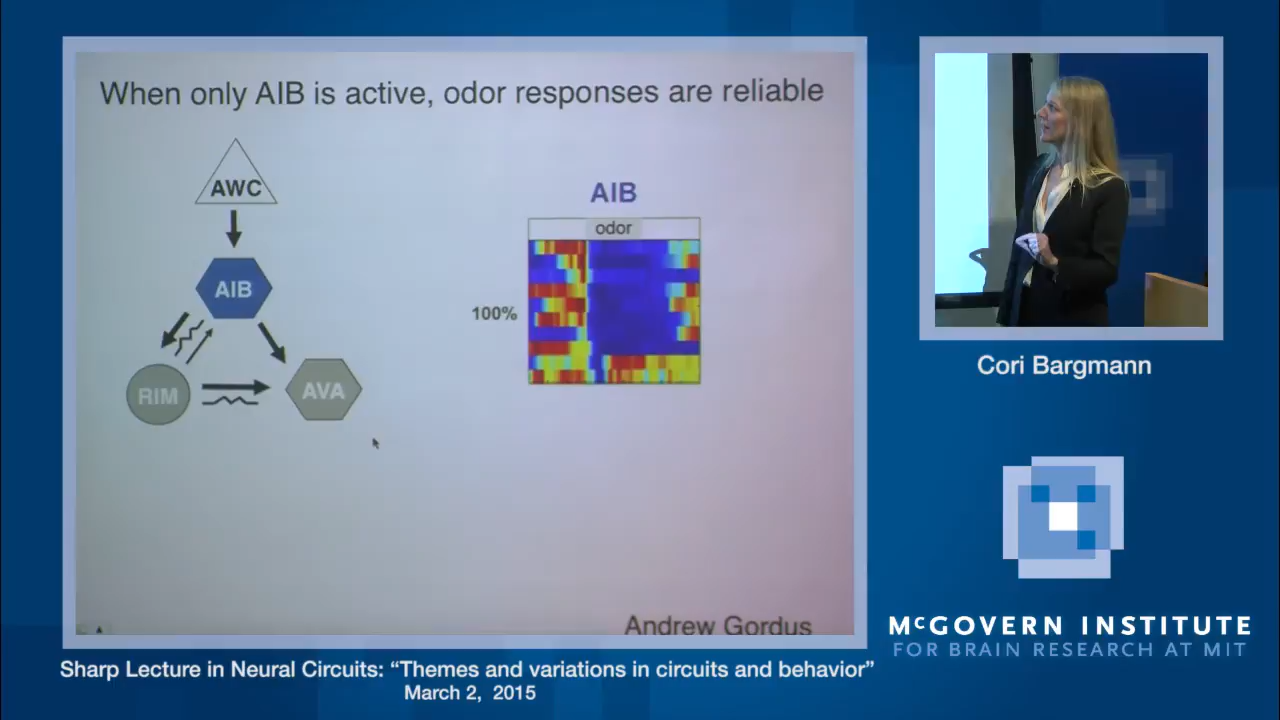 When only AIB is active, odor responses are reliable
AWC
AIB
RIM
AVA
AIB
odor
100%
Andrew Gordus
Cori Bargmann
McGOVERN INSTITUTE
FOR BRAIN RESEARCH AT MIT
Sharp Lecture in Neural Circuits: “Themes and variations in circuits and behavior”
March 2, 2015